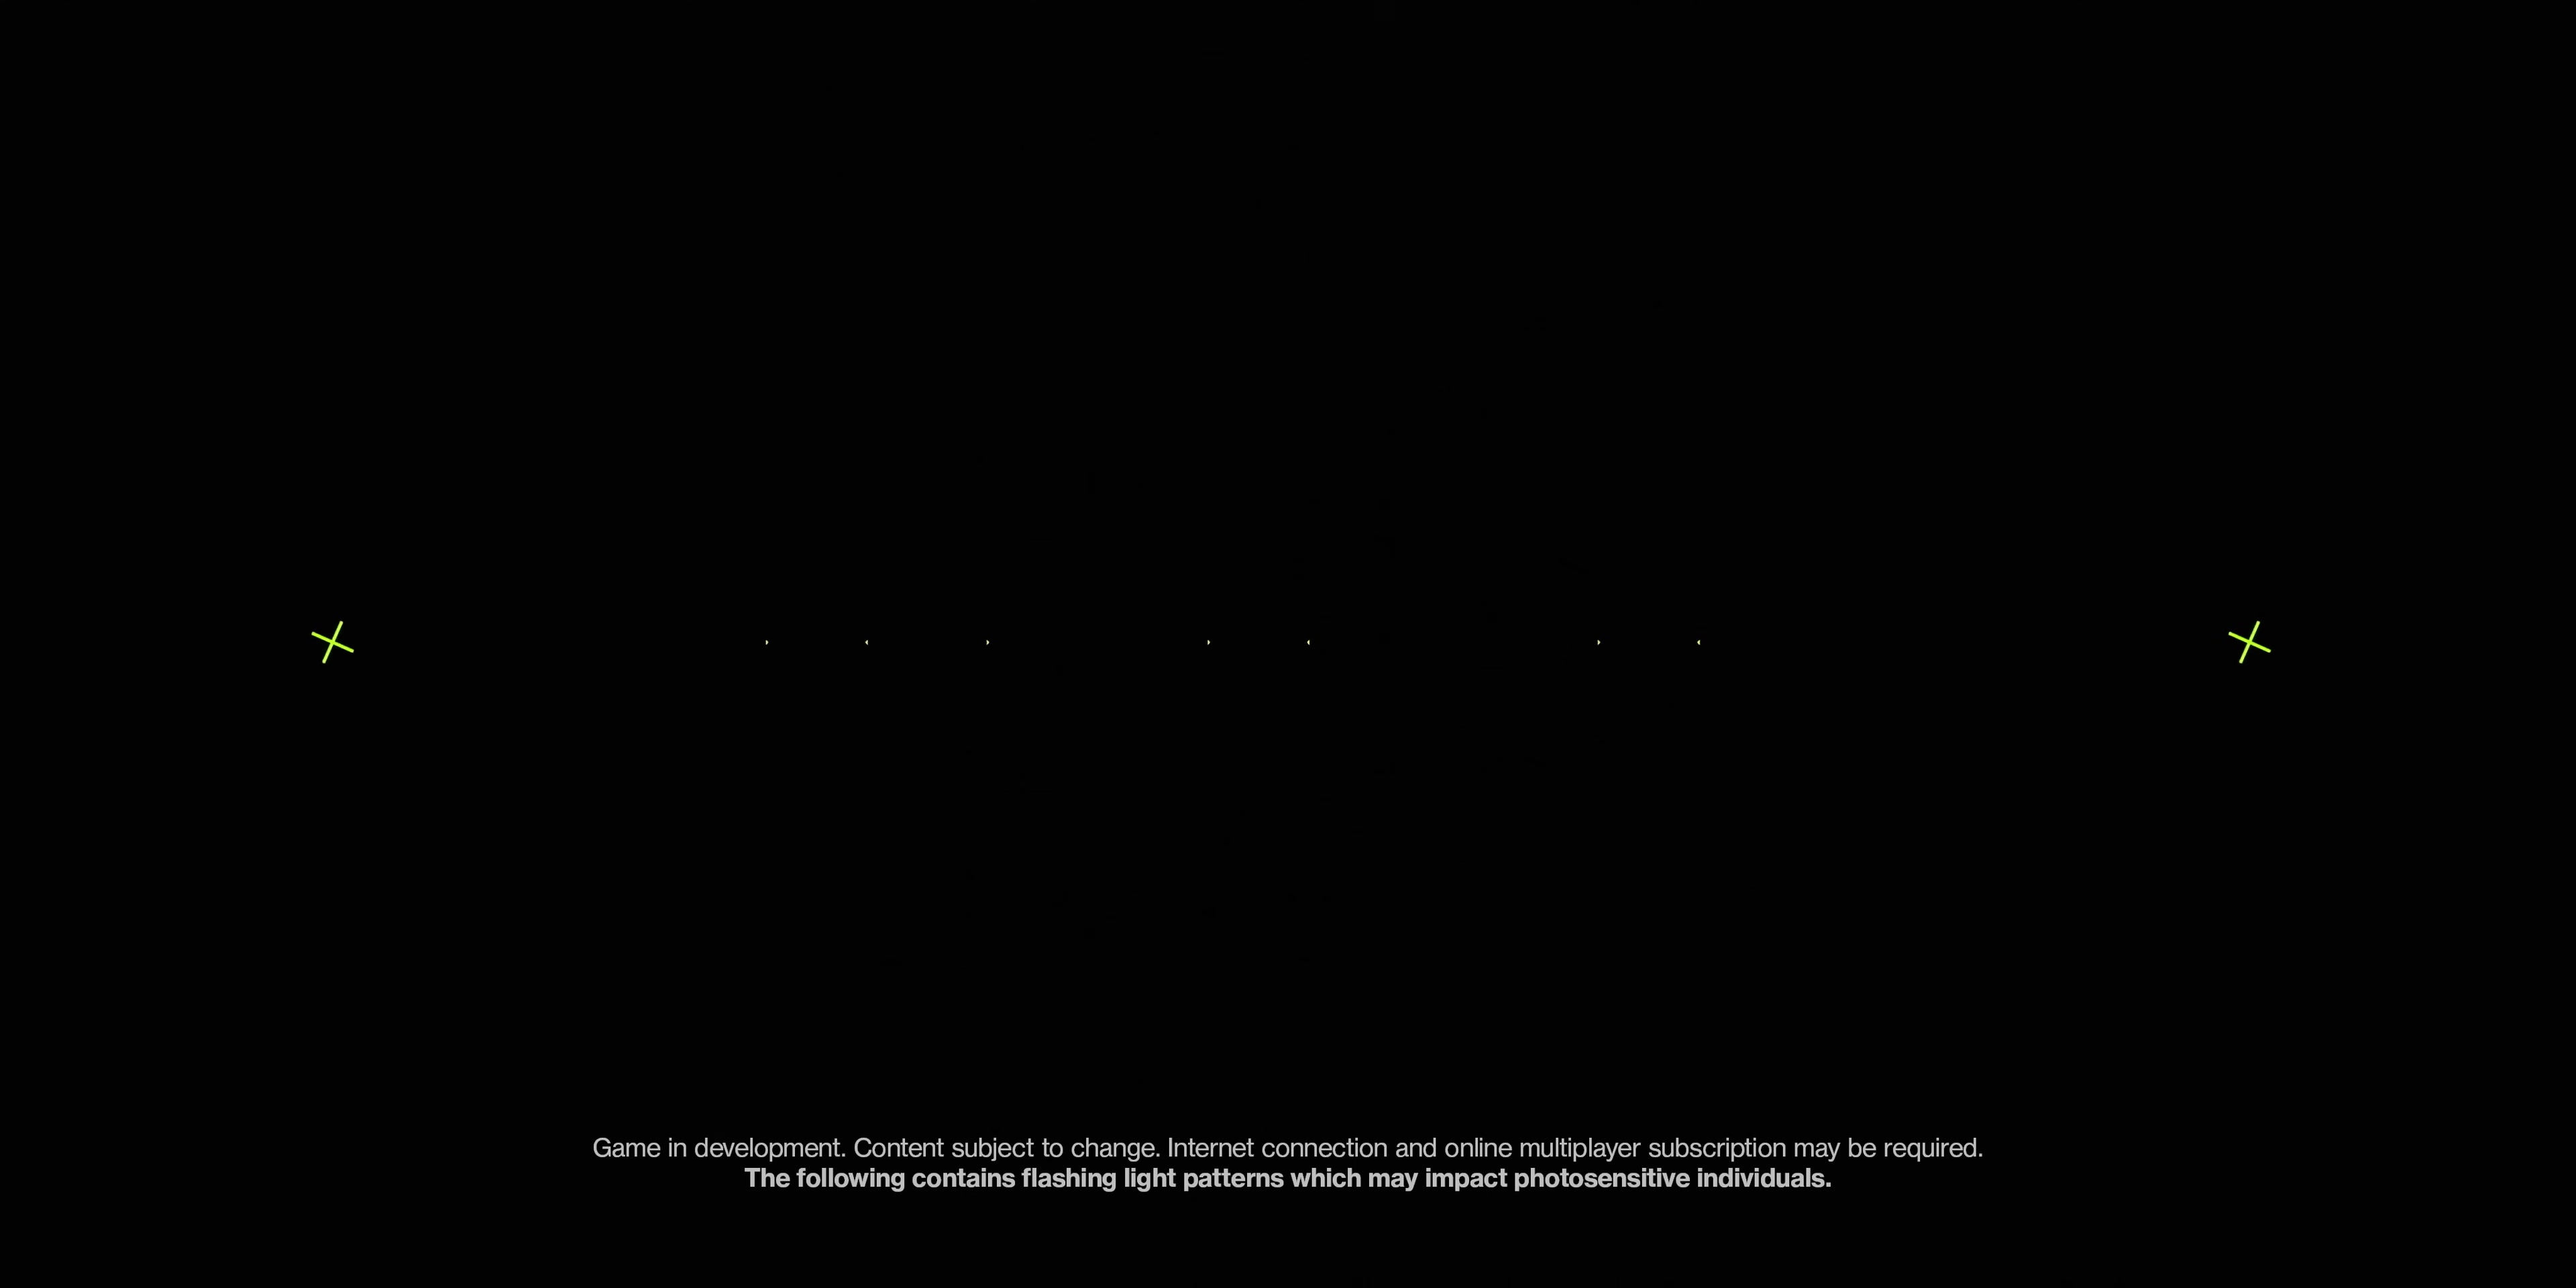 Game in development. Content subject to change. Internet connection and online multiplayer subscription may be required.
The following contains flashing light patterns which may impact photosensitive individuals.